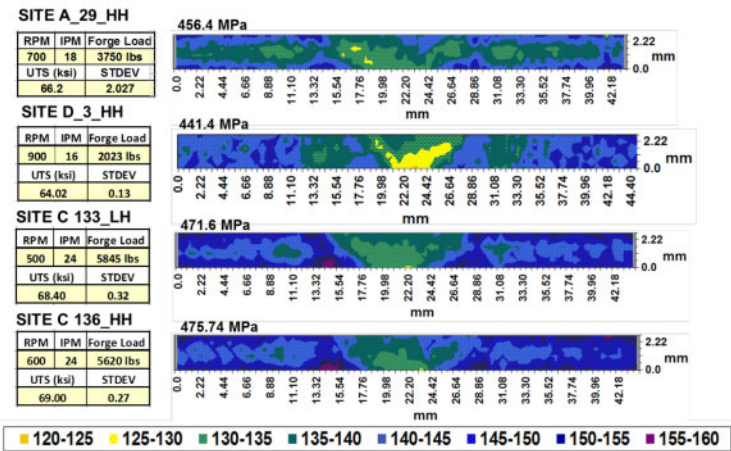 SITE A_29_HH
456.4 MPa
RPM IPM Forge Load
700 18 3750 lbs
UTS (ksi) STDEV
66.2 2.027
2.22
0.0
mm
0.0 2.22 4.44 6.66 8.88 11.10 13.32 15.54 17.76 19.98 22.20 24.42 26.64 28.86 31.08 33.30 35.52 37.74 39.96 42.18
mm
SITE D_3_HH
441.4 MPa
RPM IPM Forge Load
900 16 2023 lbs
UTS (ksi) STDEV
64.02 0.13
2.22
0.0
mm
0.0 2.22 4.44 6.66 8.88 11.10 13.32 15.54 17.76 19.98 22.20 24.42 26.64 28.86 31.08 33.30 35.52 37.74 39.96 42.18 44.40
mm
SITE C 133_LH
471.6 MPa
RPM IPM Forge Load
500 24 5845 lbs
UTS (ksi) STDEV
68.40 0.32
2.22
0.0
mm
0.0 2.22 4.44 6.66 8.88 11.10 13.32 15.54 17.76 19.98 22.20 24.42 26.64 28.86 31.08 33.30 35.52 37.74 39.96 42.18
mm
SITE C 136_HH
475.74 MPa
RPM IPM Forge Load
600 24 5620 lbs
UTS (ksi) STDEV
69.00 0.27
2.22
0.0
mm
0.0 2.22 4.44 6.66 8.88 11.10 13.32 15.54 17.76 19.98 22.20 24.42 26.64 28.86 31.08 33.30 35.52 37.74 39.96 42.18
mm
120-125 125-130 130-135 135-140 140-145 145-150 150-155 155-160